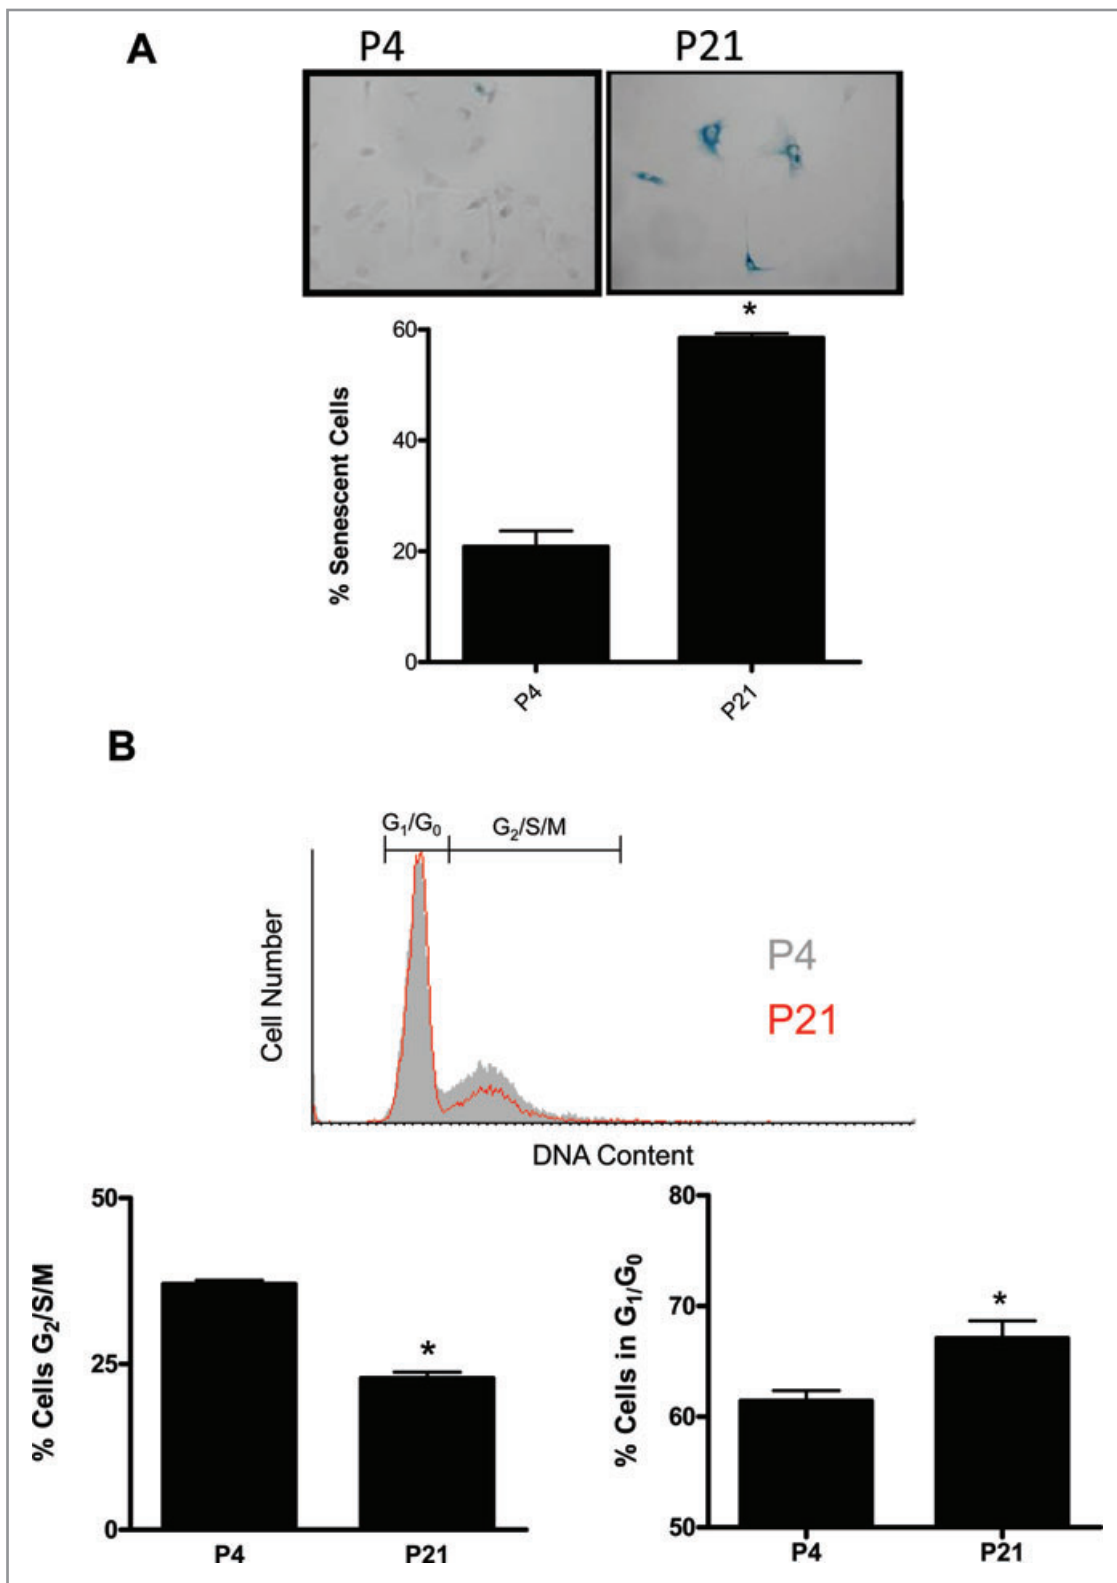 A
P4 P21
*
60
40
20
0
% Senescent Cells
P4 P21
B
G1/G0 G2/S/M
Cell Number
P4
P21
DNA Content
50
25
0
% Cells G2/S/M
*
P4 P21
80
70
60
50
% Cells in G1/G0
*
P4 P21